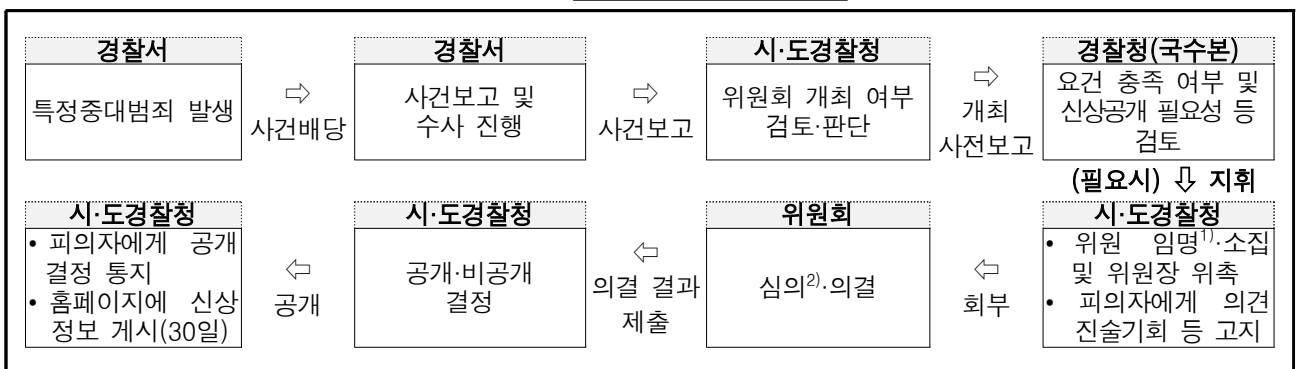 경찰서
특정중대범죄 발생
⇨
사건배당
경찰서
사건보고 및
수사 진행
⇨
사건보고
시·도경찰청
위원회 개최 여부
검토·판단
⇨
개최
사전보고
경찰청(국수본)
요건 충족 여부 및
신상공개 필요성 등
검토
(필요시) ⇩ 지휘
시·도경찰청
• 위원 임명1)·소집
및 위원장 위촉
• 피의자에게 의견
진술기회 등 고지
⇦
회부
위원회
심의2)·의결
⇦
의결 결과
제출
시·도경찰청
공개·비공개
결정
⇦
공개
시·도경찰청
• 피의자에게 공개
결정 통지
• 홈페이지에 신상
정보 게시(30일)